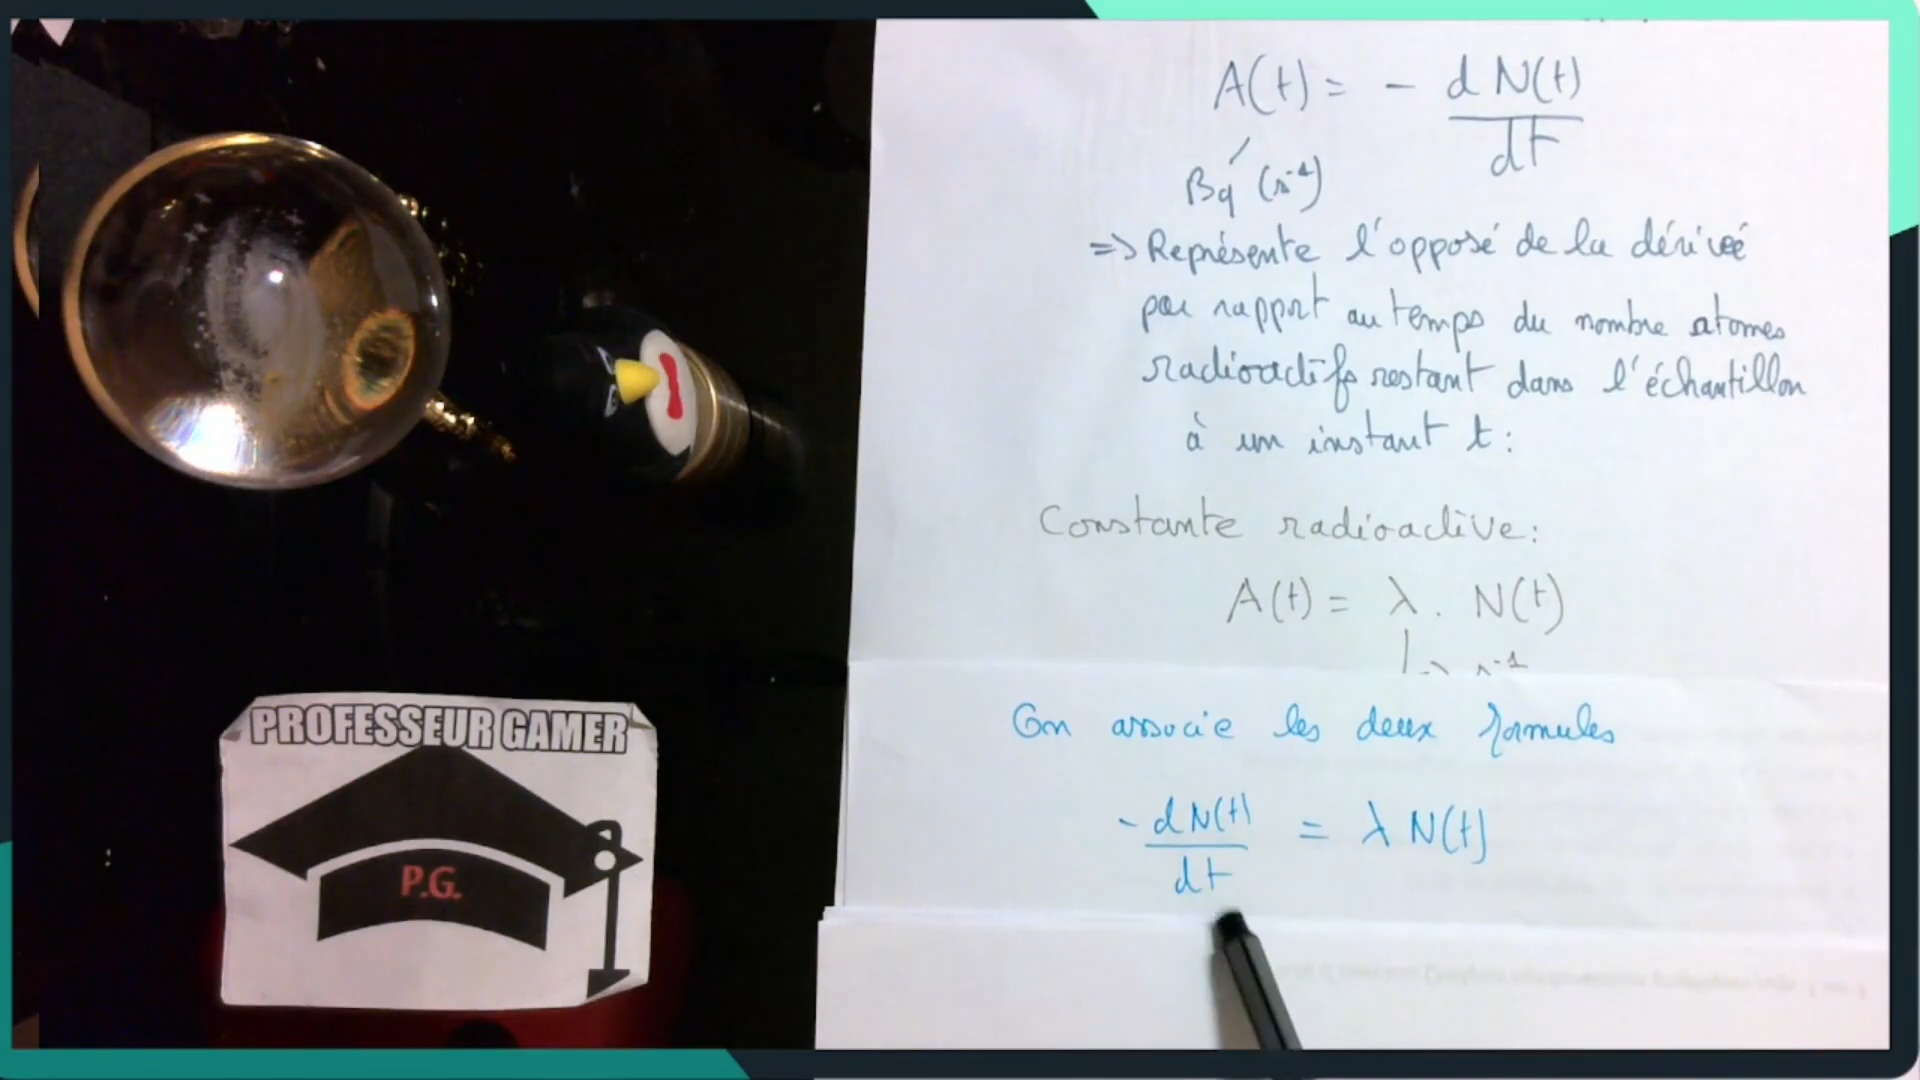 A(t) = - dN(t)/dt
Bq (s⁻¹)
=> Représente l'opposé de la dérivée
par rapport au temps du nombre atomes
radioactifs restant dans l'échantillon
à un instant t :
Constante radioactive :
A(t) = λ . N(t)
s⁻¹
On associe les deux formules
- dN(t)/dt = λ N(t)
PROFESSEUR GAMER
P.G.